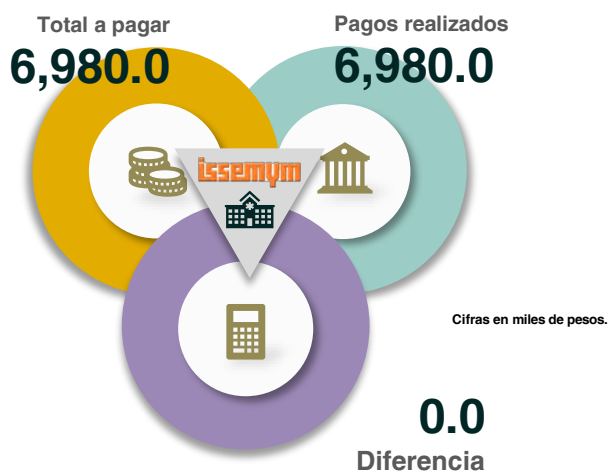 Total a pagar
6,980.0
Pagos realizados
6,980.0
issemym
Cifras en miles de pesos.
0.0
Diferencia